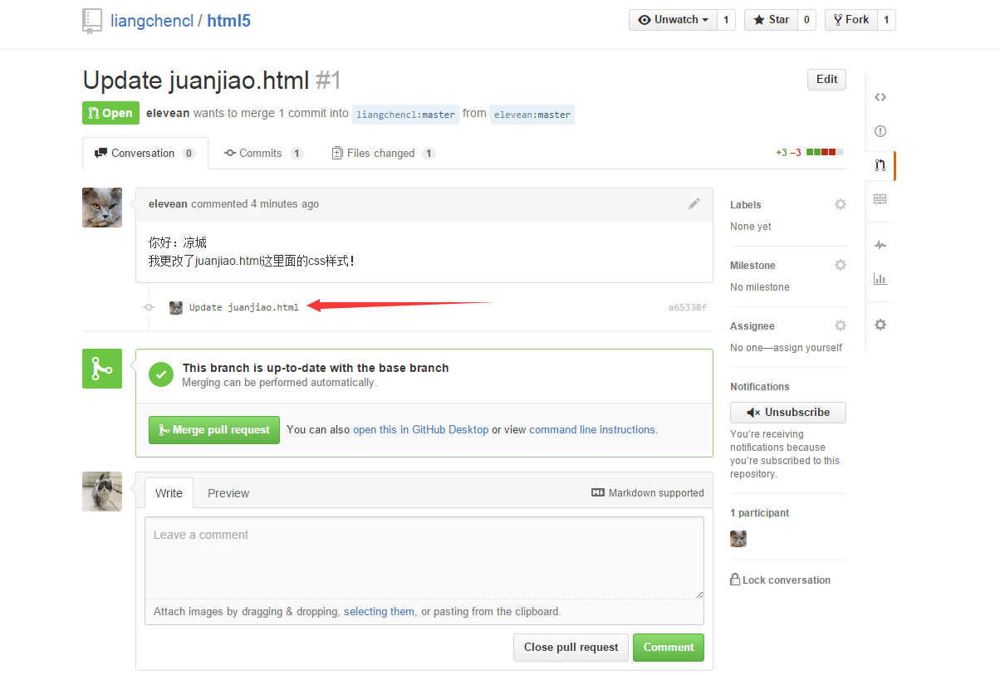 liangchencl / html5
Unwatch 1 Star 0 Fork 1
Update juanjiao.html #1
Edit
Open elevean wants to merge 1 commit into liangchencl:master from elevean:master
Conversation 0 Commits 1 Files changed 1 +3 −3
elevean commented 4 minutes ago
你好：凉城
我更改了juanjiao.html这里面的css样式！
Update juanjiao.html a65338f
This branch is up-to-date with the base branch
Merging can be performed automatically.
Merge pull request You can also open this in GitHub Desktop or view command line instructions.
Write Preview Markdown supported
Leave a comment
Attach images by dragging & dropping, selecting them, or pasting from the clipboard.
Close pull request Comment
Labels
None yet
Milestone
No milestone
Assignee
No one—assign yourself
Notifications
Unsubscribe
You’re receiving
notifications because
you’re subscribed to this
repository.
1 participant
Lock conversation